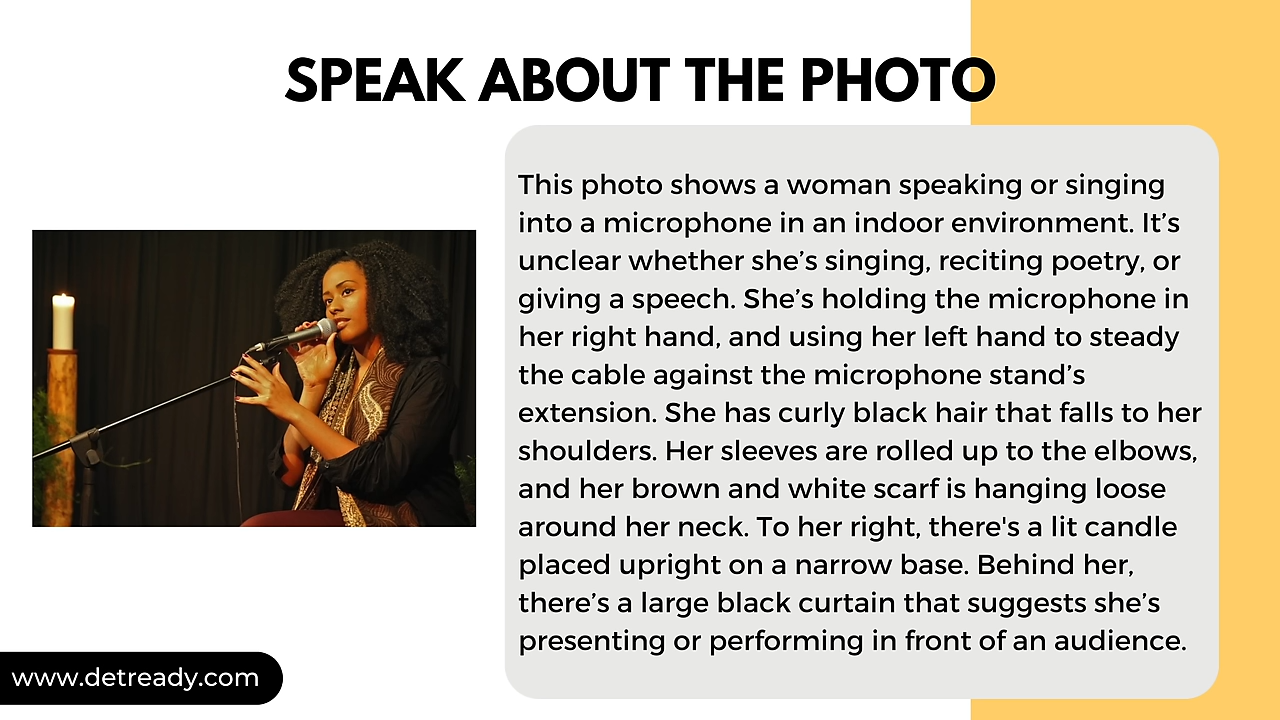 SPEAK ABOUT THE PHOTO
This photo shows a woman speaking or singing
into a microphone in an indoor environment. It’s
unclear whether she’s singing, reciting poetry, or
giving a speech. She’s holding the microphone in
her right hand, and using her left hand to steady
the cable against the microphone stand’s
extension. She has curly black hair that falls to her
shoulders. Her sleeves are rolled up to the elbows,
and her brown and white scarf is hanging loose
around her neck. To her right, there's a lit candle
placed upright on a narrow base. Behind her,
there’s a large black curtain that suggests she’s
presenting or performing in front of an audience.
www.detready.com